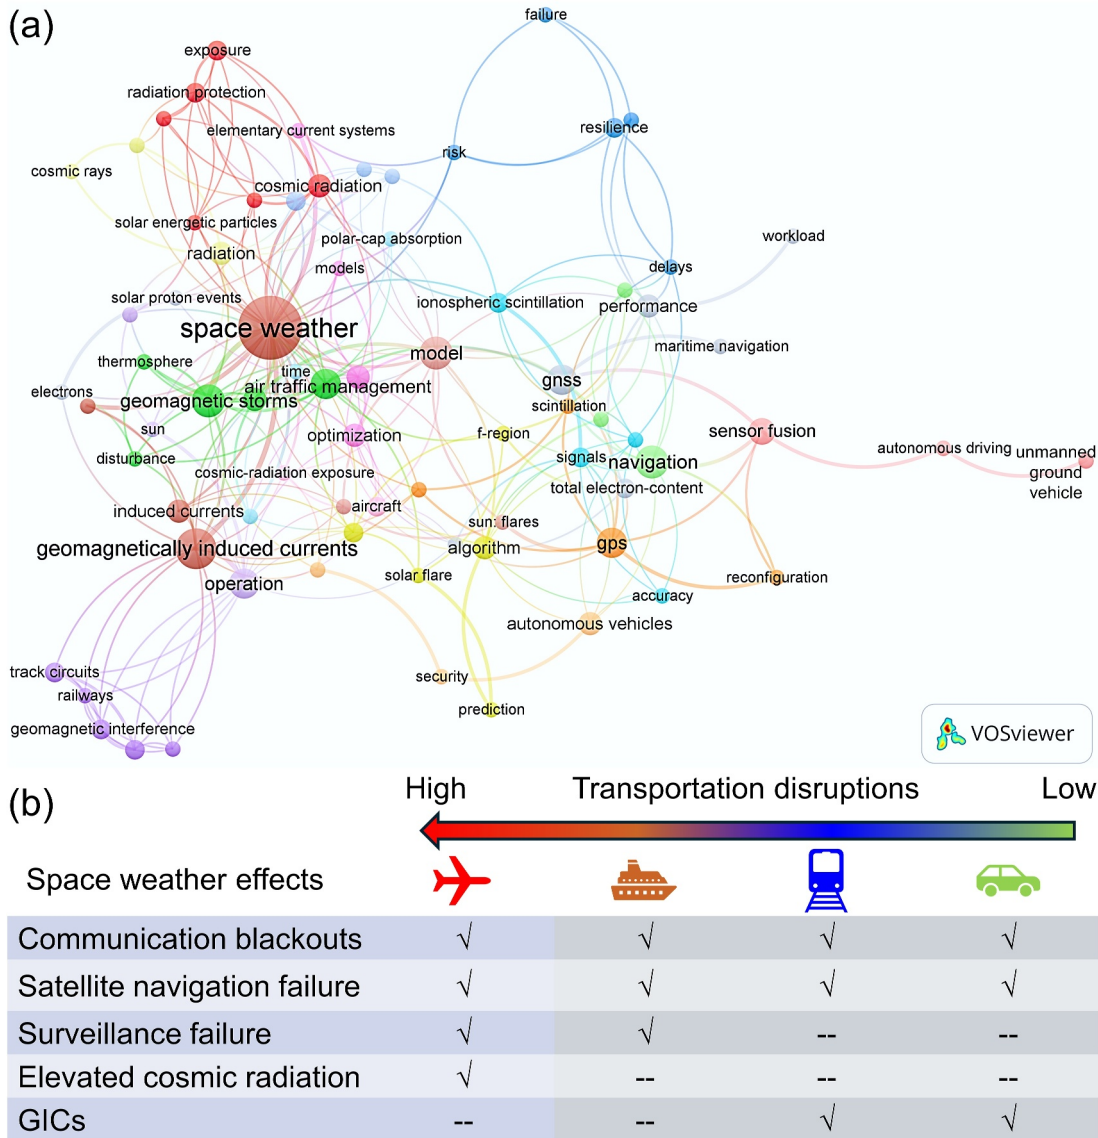 (a)
failure
exposure
radiation protection
elementary current systems
resilience
risk
cosmic rays
cosmic radiation
solar energetic particles
polar-cap absorption
workload
radiation
models
delays
solar proton events
ionospheric scintillation
performance
space weather
maritime navigation
model
thermosphere
time
gnss
electrons
air traffic management
geomagnetic storms
scintillation
sun
optimization
f-region
sensor fusion
disturbance
signals
navigation
autonomous driving
unmanned
ground
vehicle
cosmic-radiation exposure
total electron-content
induced currents
aircraft
sun: flares
geomagnetically induced currents
algorithm
gps
operation
solar flare
reconfiguration
accuracy
autonomous vehicles
track circuits
security
railways
prediction
geomagnetic interference
VOSviewer
(b)
High Transportation disruptions Low
Space weather effects
Communication blackouts √ √ √ √
Satellite navigation failure √ √ √ √
Surveillance failure √ √ -- --
Elevated cosmic radiation √ -- -- --
GICs -- -- √ √